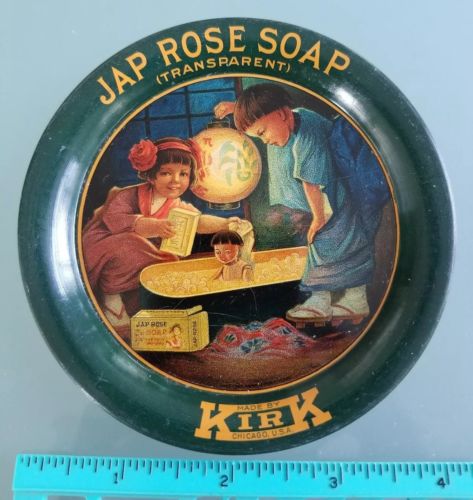 JAP ROSE SOAP
(TRANSPARENT)
JAP ROSE
SOAP
MADE BY
KIRK
CHICAGO, U.S.A.
1 2 3 4